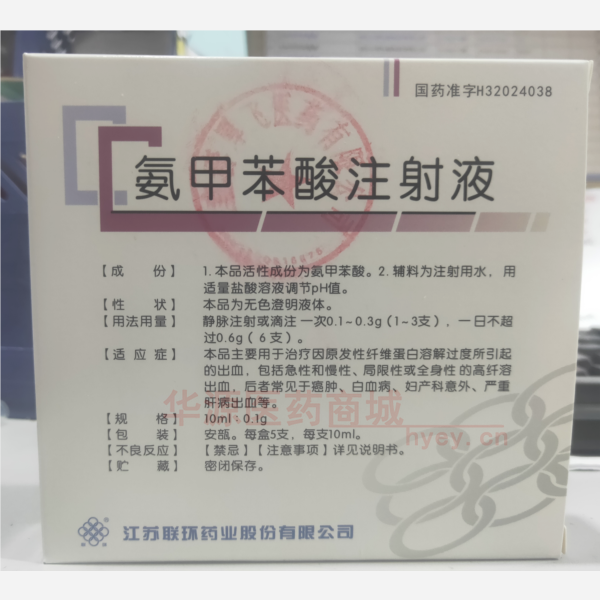 国药准字H32024038
氨甲苯酸注射液
【成 份】 1.本品活性成份为氨甲苯酸。2.辅料为注射用水，用
适量盐酸溶液调节pH值。
【性 状】 本品为无色澄明液体。
【用法用量】 静脉注射或滴注 一次0.1~0.3g（1~3支），一日不超
过0.6g（6支）。
【适 应 症】 本品主要用于治疗因原发性纤维蛋白溶解过度所引起
的出血，包括急性和慢性、局限性或全身性的高纤溶
出血，后者常见于癌肿、白血病、妇产科意外、严重
肝病出血等。
【规 格】 10ml：0.1g
【包 装】 安瓿。每盒5支，每支10ml。
【不良反应】【禁忌】【注意事项】详见说明书。
【贮 藏】 密闭保存。
医药商城
hysy.cn
江苏联环药业股份有限公司